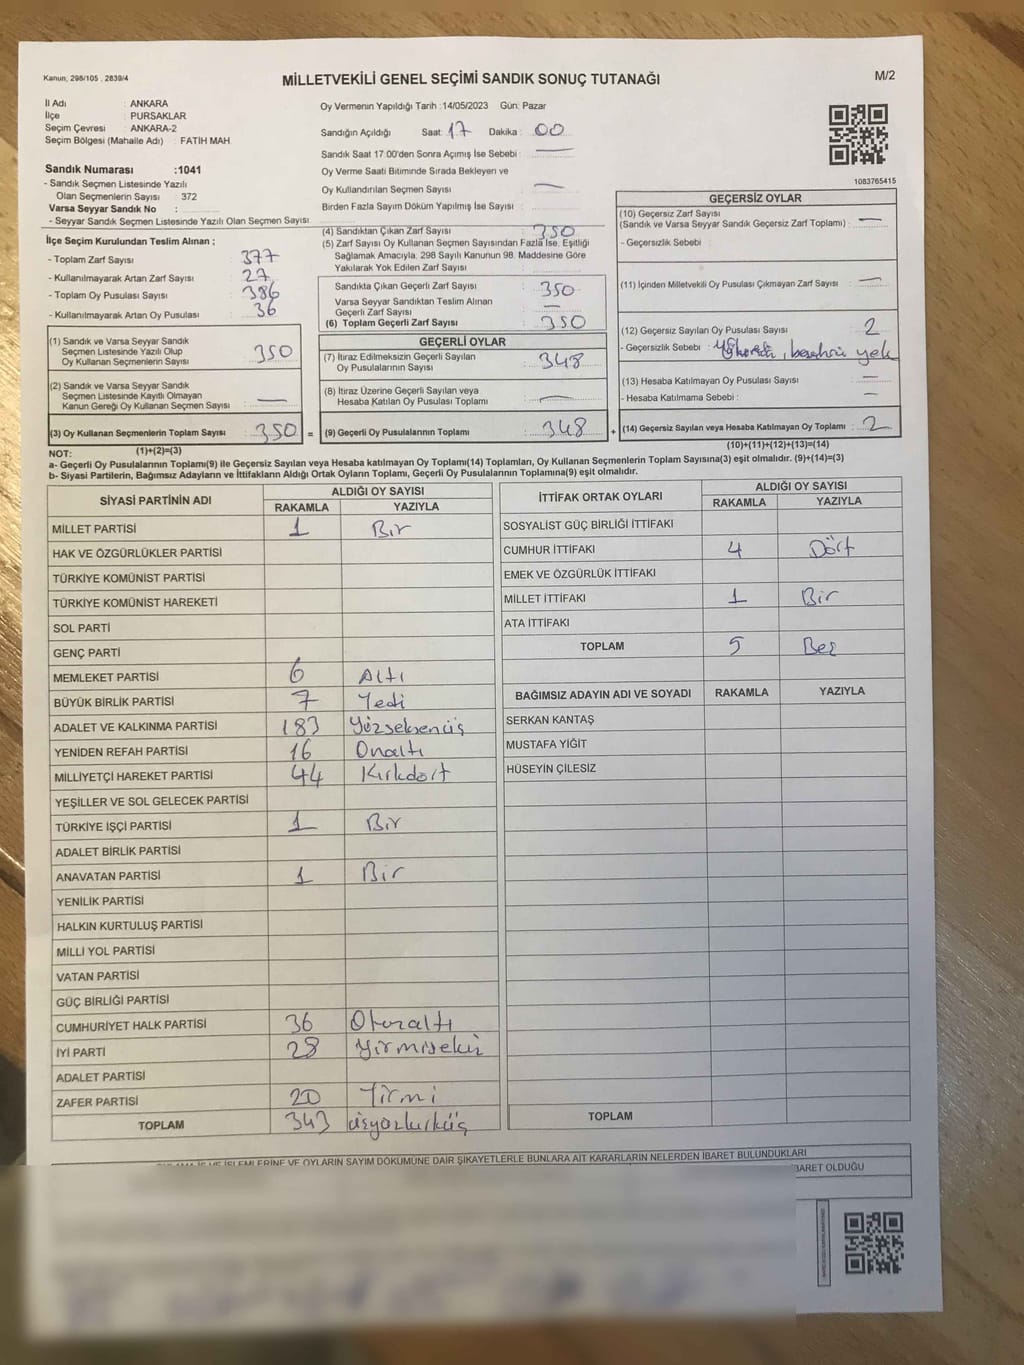 Kanun, 298/105 , 2839/4
MİLLETVEKİLİ GENEL SEÇİMİ SANDIK SONUÇ TUTANAĞI
M/2
İl Adı : ANKARA
İlçe : PURSAKLAR
Seçim Çevresi : ANKARA-2
Seçim Bölgesi (Mahalle Adı) : FATİH MAH
Sandık Numarası :1041
- Sandık Seçmen Listesinde Yazılı
Olan Seçmenlerin Sayısı : 372
Varsa Seyyar Sandık No :
- Seyyar Sandık Seçmen Listesinde Yazılı Olan Seçmen Sayısı
Oy Vermenin Yapıldığı Tarih :14/05/2023 Gün: Pazar
Sandığın Açıldığı Saat: 17 Dakika : 00
Sandık Saat 17:00'den Sonra Açımış İse Sebebi : —
Oy Verme Saati Bitiminde Sırada Bekleyen ve
Oy Kullandırılan Seçmen Sayısı : —
Birden Fazla Sayım Döküm Yapılmış İse Sayısı :
1083765415
İlçe Seçim Kurulundan Teslim Alınan ;
- Toplam Zarf Sayısı : 377
- Kullanılmayarak Artan Zarf Sayısı : 27
- Toplam Oy Pusulası Sayısı : 386
- Kullanılmayarak Artan Oy Pusulası : 36
(1) Sandık ve Varsa Seyyar Sandık
Seçmen Listesinde Yazılı Olup
Oy Kullanan Seçmenlerin Sayısı : 350
(2) Sandık ve Varsa Seyyar Sandık
Seçmen Listesinde Kayıtlı Olmayan
Kanun Gereği Oy Kullanan Seçmen Sayısı : —
(3) Oy Kullanan Seçmenlerin Toplam Sayısı : 350 =
(4) Sandıktan Çıkan Zarf Sayısı : 350
(5) Zarf Sayısı Oy Kullanan Seçmen Sayısından Fazla İse, Eşitliği
Sağlamak Amacıyla, 298 Sayılı Kanunun 98. Maddesine Göre
Yakılarak Yok Edilen Zarf Sayısı :
Sandıkta Çıkan Geçerli Zarf Sayısı : 350
Varsa Seyyar Sandıktan Teslim Alınan
Geçerli Zarf Sayısı : —
(6) Toplam Geçerli Zarf Sayısı : 350
GEÇERLİ OYLAR
(7) İtiraz Edilmeksizin Geçerli Sayılan
Oy Pusulalarının Sayısı : 348
(8) İtiraz Üzerine Geçerli Sayılan veya
Hesaba Katılan Oy Pusulası Toplamı : —
(9) Geçerli Oy Pusulalarının Toplamı : 348 +
GEÇERSİZ OYLAR
(10) Geçersiz Zarf Sayısı
(Sandık ve Varsa Seyyar Sandık Geçersiz Zarf Toplamı) : —
- Geçersizlik Sebebi :
(11) İçinden Milletvekili Oy Pusulası Çıkmayan Zarf Sayısı : —
(12) Geçersiz Sayılan Oy Pusulası Sayısı : 2
- Geçersizlik Sebebi :
(13) Hesaba Katılmayan Oy Pusulası Sayısı : —
- Hesaba Katılmama Sebebi : —
(14) Geçersiz Sayılan veya Hesaba Katılmayan Oy Toplamı : 2
NOT: (1)+(2)=(3)
(10)+(11)+(12)+(13)=(14)
a- Geçerli Oy Pusulalarının Toplamı(9) ile Geçersiz Sayılan veya Hesaba katılmayan Oy Toplamı(14) Toplamları, Oy Kullanan Seçmenlerin Toplam Sayısına(3) eşit olmalıdır. (9)+(14)=(3)
b- Siyasi Partilerin, Bağımsız Adayların ve İttifakların Aldığı Ortak Oyların Toplamı, Geçerli Oy Pusulalarının Toplamına(9) eşit olmalıdır.
SİYASİ PARTİNİN ADI
ALDIĞI OY SAYISI
RAKAMLA YAZIYLA
MİLLET PARTİSİ 1 Bir
HAK VE ÖZGÜRLÜKLER PARTİSİ
TÜRKİYE KOMÜNİST PARTİSİ
TÜRKİYE KOMÜNİST HAREKETİ
SOL PARTİ
GENÇ PARTİ
MEMLEKET PARTİSİ 6 Altı
BÜYÜK BİRLİK PARTİSİ 7 Yedi
ADALET VE KALKINMA PARTİSİ 183 Yüzseksenüç
YENİDEN REFAH PARTİSİ 16 Onaltı
MİLLİYETÇİ HAREKET PARTİSİ 44 Kırkdört
YEŞİLLER VE SOL GELECEK PARTİSİ
TÜRKİYE İŞÇİ PARTİSİ 1 Bir
ADALET BİRLİK PARTİSİ
ANAVATAN PARTİSİ 1 Bir
YENİLİK PARTİSİ
HALKIN KURTULUŞ PARTİSİ
MİLLİ YOL PARTİSİ
VATAN PARTİSİ
GÜÇ BİRLİĞİ PARTİSİ
CUMHURİYET HALK PARTİSİ 36 Otuzaltı
İYİ PARTİ 28 Yirmisekiz
ADALET PARTİSİ
ZAFER PARTİSİ 20 Yirmi
TOPLAM 343 üçyüzkırküç
İTTİFAK ORTAK OYLARI
ALDIĞI OY SAYISI
RAKAMLA YAZIYLA
SOSYALİST GÜÇ BİRLİĞİ İTTİFAKI
CUMHUR İTTİFAKI 4 Dört
EMEK VE ÖZGÜRLÜK İTTİFAKI
MİLLET İTTİFAKI 1 Bir
ATA İTTİFAKI
TOPLAM 5 Beş
BAĞIMSIZ ADAYIN ADI VE SOYADI RAKAMLA YAZIYLA
SERKAN KANTAŞ
MUSTAFA YİĞİT
HÜSEYİN ÇİLESİZ
TOPLAM
İŞLEMLERİNE VE OYLARIN SAYIM DÖKÜMÜNE DAİR ŞİKAYETLERLE BUNLARA AİT KARARLARIN NELERDEN İBARET BULUNDUKLARI
İBARET OLDUĞU